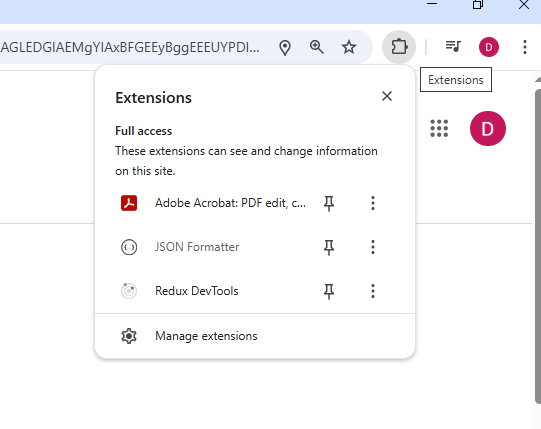 AGLEDGIAEMgYIAxBFGEEyBggEEEUYPDI...
D
Extensions
Extensions
D
Full access
These extensions can see and change information
on this site.
Adobe Acrobat: PDF edit, c...
JSON Formatter
Redux DevTools
Manage extensions